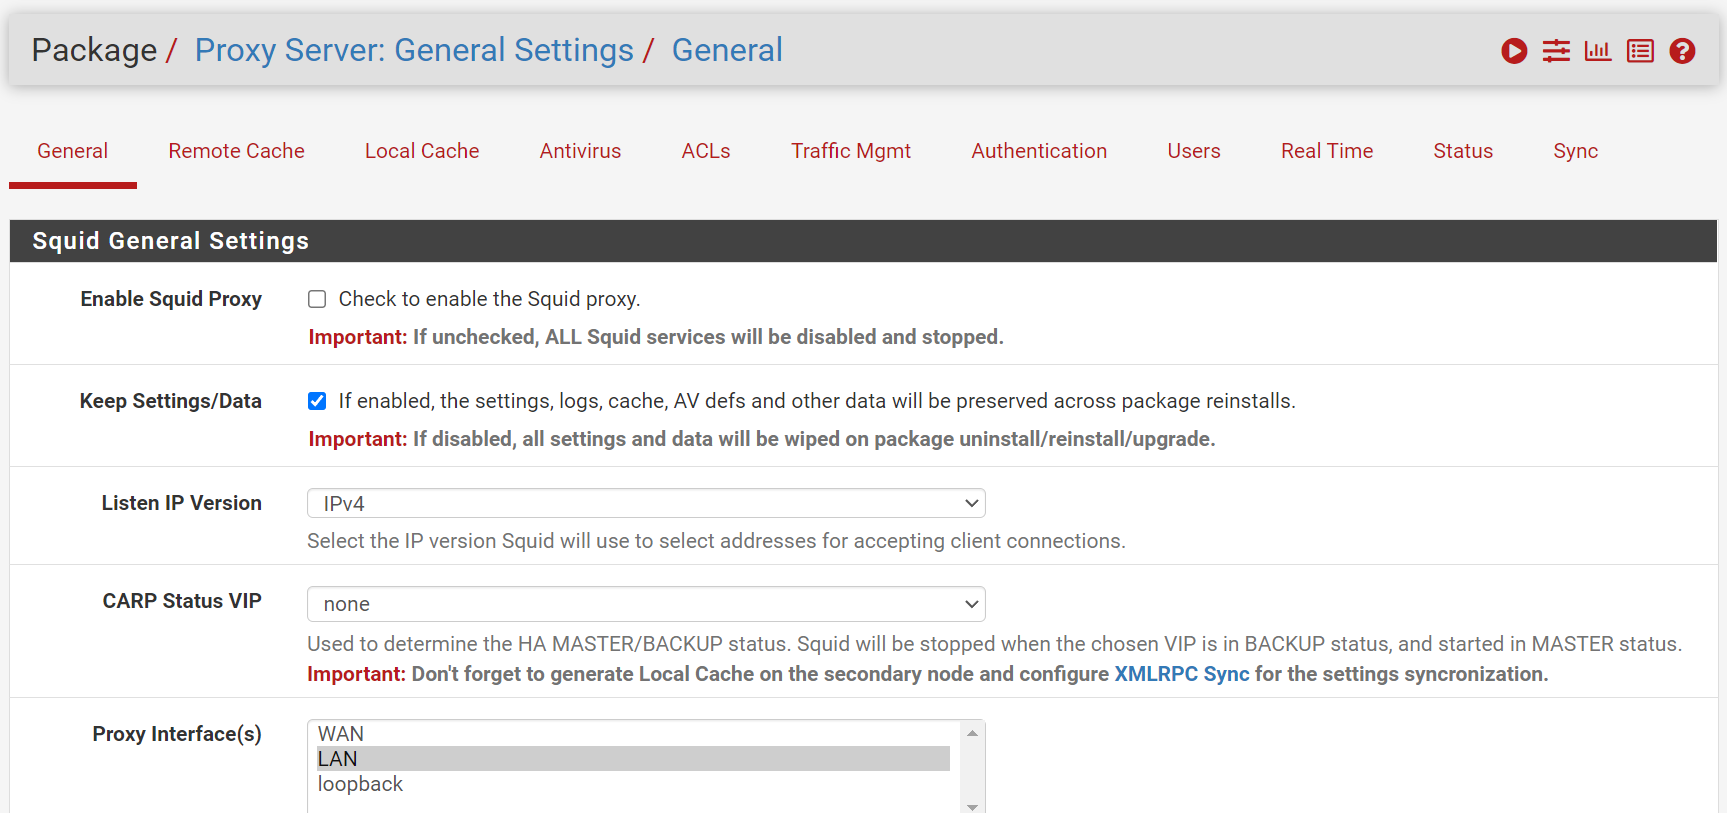 Package / Proxy Server: General Settings / General
General Remote Cache Local Cache Antivirus ACLs Traffic Mgmt Authentication Users Real Time Status Sync
Squid General Settings
Enable Squid Proxy Check to enable the Squid proxy.
Important: If unchecked, ALL Squid services will be disabled and stopped.
Keep Settings/Data If enabled, the settings, logs, cache, AV defs and other data will be preserved across package reinstalls.
Important: If disabled, all settings and data will be wiped on package uninstall/reinstall/upgrade.
Listen IP Version IPv4
Select the IP version Squid will use to select addresses for accepting client connections.
CARP Status VIP none
Used to determine the HA MASTER/BACKUP status. Squid will be stopped when the chosen VIP is in BACKUP status, and started in MASTER status.
Important: Don't forget to generate Local Cache on the secondary node and configure XMLRPC Sync for the settings syncronization.
Proxy Interface(s) WAN
LAN
loopback